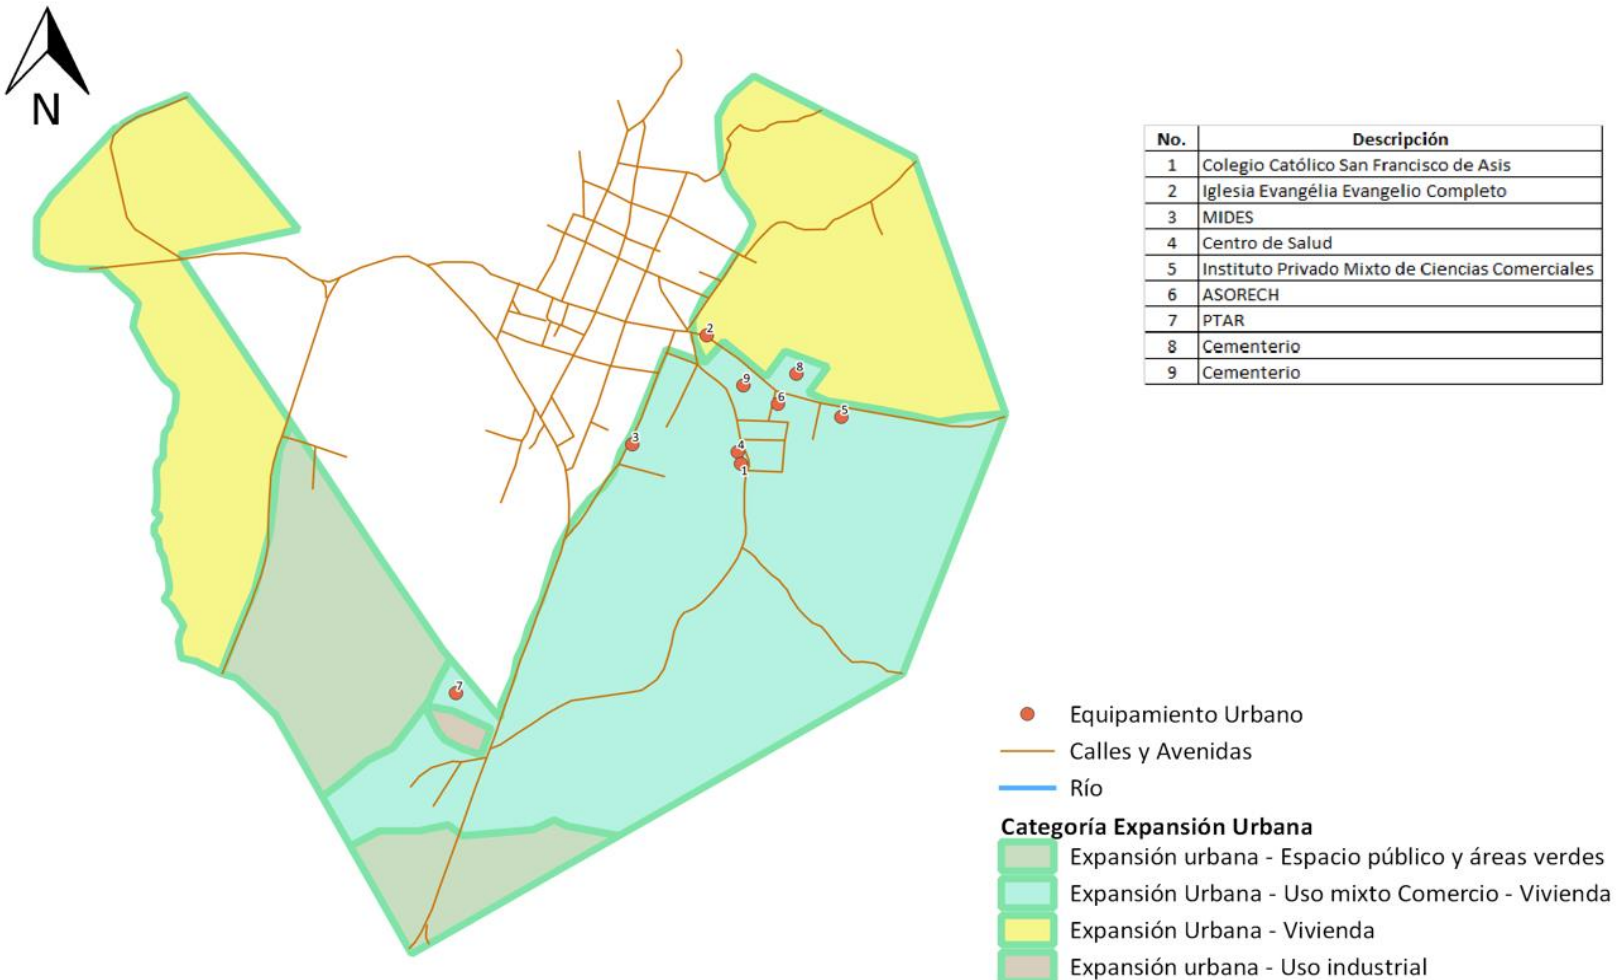 N
No. Descripción
1 Colegio Católico San Francisco de Asis
2 Iglesia Evangélia Evangelio Completo
3 MIDES
4 Centro de Salud
5 Instituto Privado Mixto de Ciencias Comerciales
6 ASORECH
7 PTAR
8 Cementerio
9 Cementerio
2
8
9
6
5
3
4
1
7
Equipamiento Urbano
Calles y Avenidas
Río
Categoría Expansión Urbana
Expansión urbana - Espacio público y áreas verdes
Expansión Urbana - Uso mixto Comercio - Vivienda
Expansión Urbana - Vivienda
Expansión urbana - Uso industrial